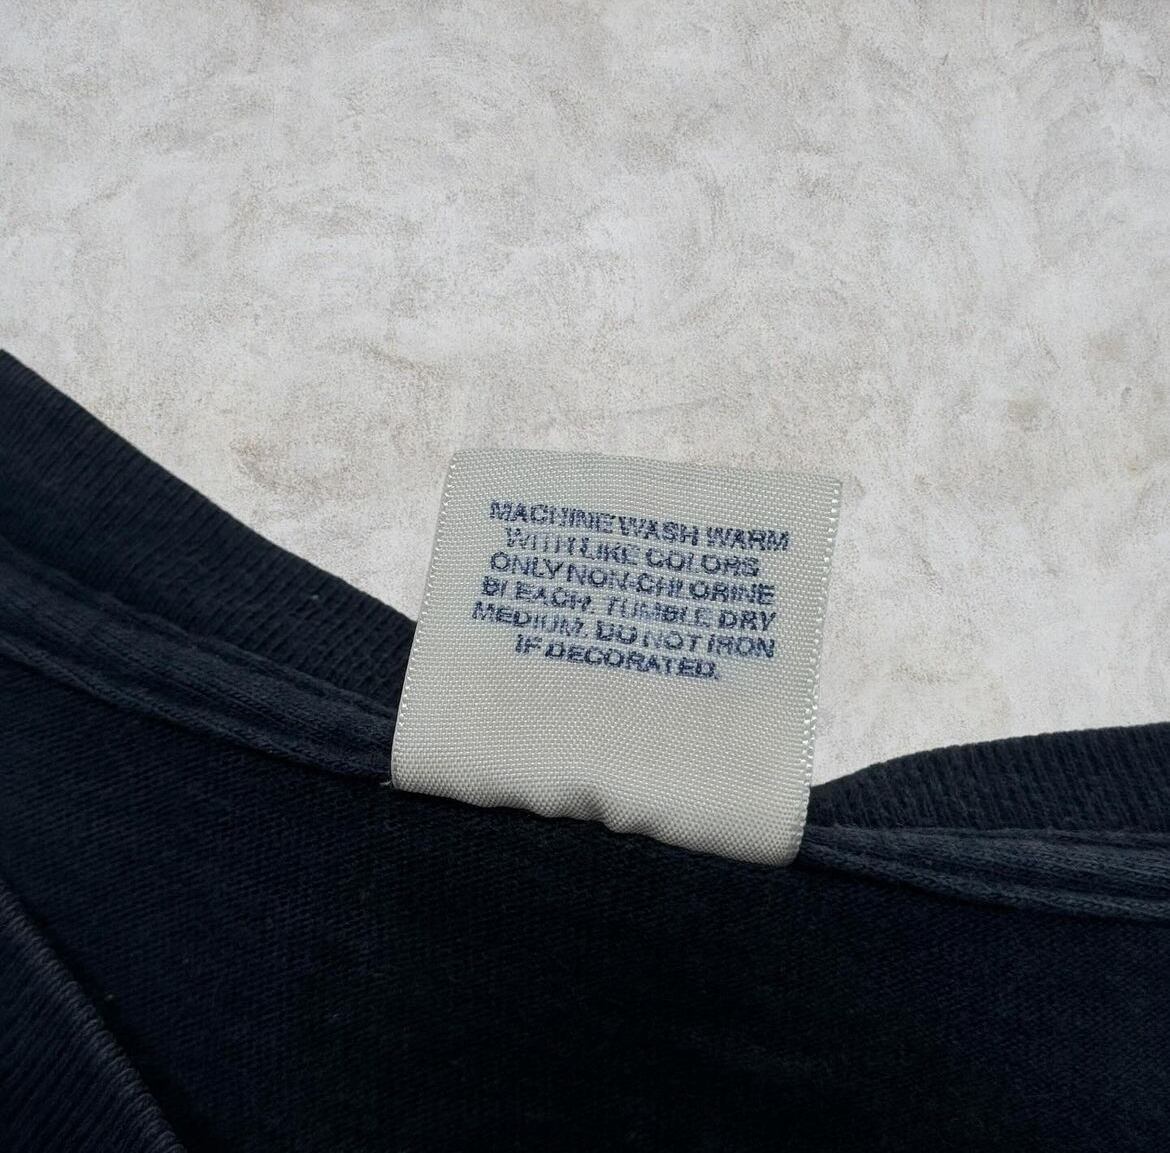 MACHINE WASH WARM
WITH LIKE COLORS
ONLY NON-CHLORINE
BLEACH. TUMBLE DRY
MEDIUM. DO NOT IRON
IF DECORATED.